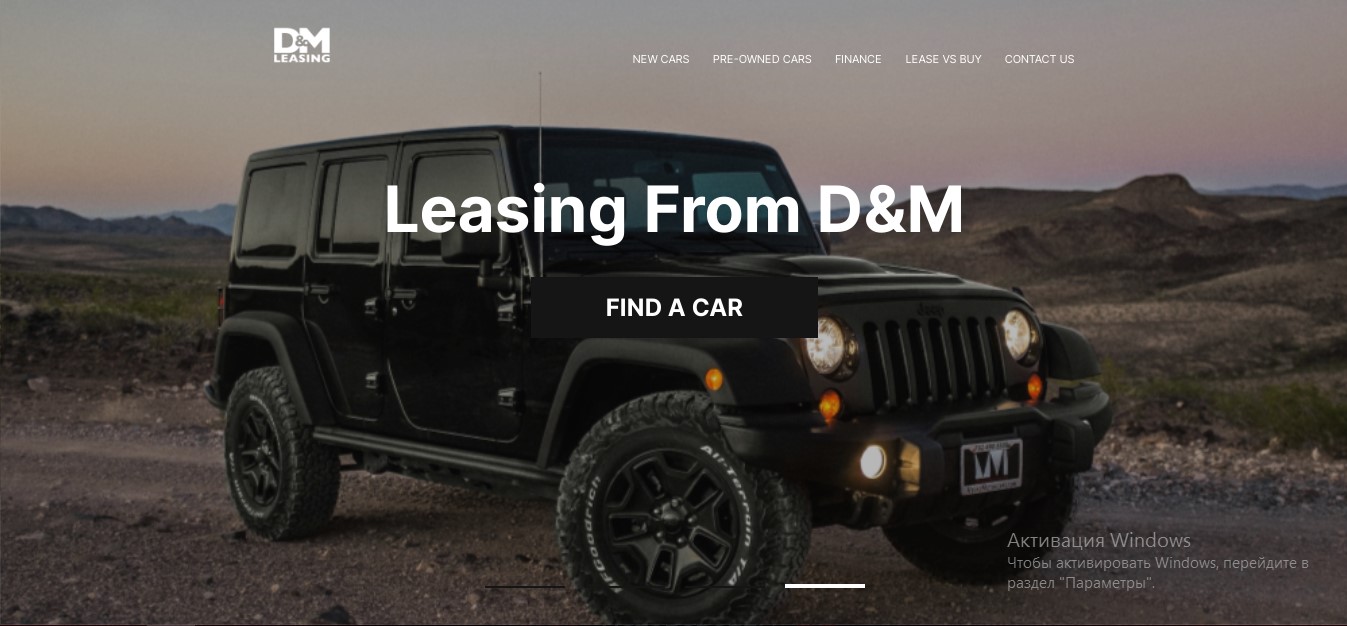 D&M
LEASING
NEW CARS
PRE-OWNED CARS
FINANCE
LEASE VS BUY
CONTACT US
Leasing From D&M
FIND A CAR
Jeep
All-Terrain T/A
BFGoodrich
Активация Windows
Чтобы активировать Windows, перейдите в
раздел "Параметры".